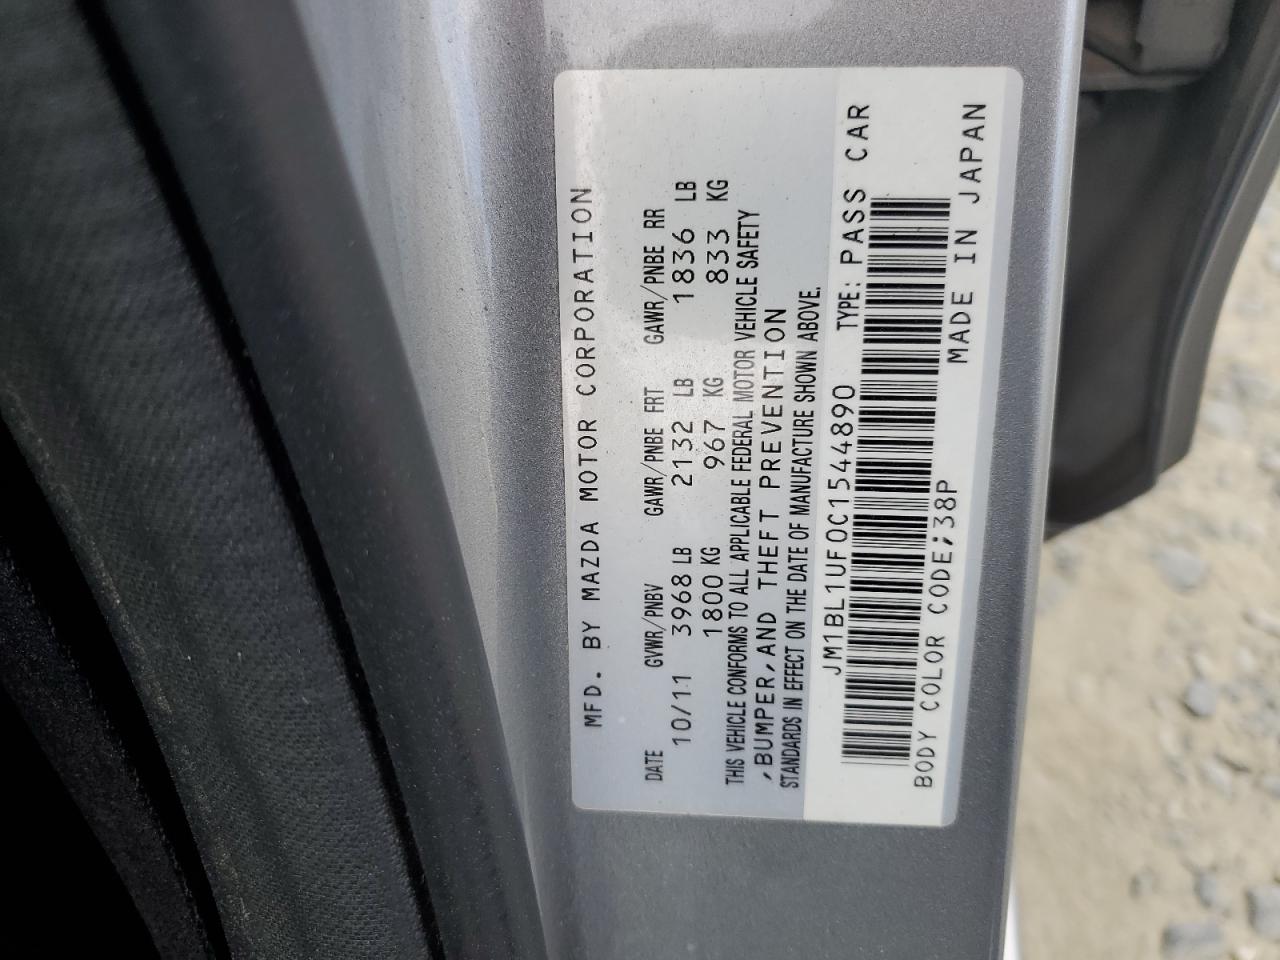 MFD. BY MAZDA MOTOR CORPORATION
DATE GVWR/PNBV GAWR/PNBE FRT GAWR/PNBE RR
10/11 3968 LB 2132 LB 1836 LB
1800 KG 967 KG 833 KG
THIS VEHICLE CONFORMS TO ALL APPLICABLE FEDERAL MOTOR VEHICLE SAFETY
,BUMPER,AND THEFT PREVENTION
STANDARDS IN EFFECT ON THE DATE OF MANUFACTURE SHOWN ABOVE.
JM1BL1UF0C1544890 TYPE: PASS CAR
BODY COLOR CODE;38P MADE IN JAPAN